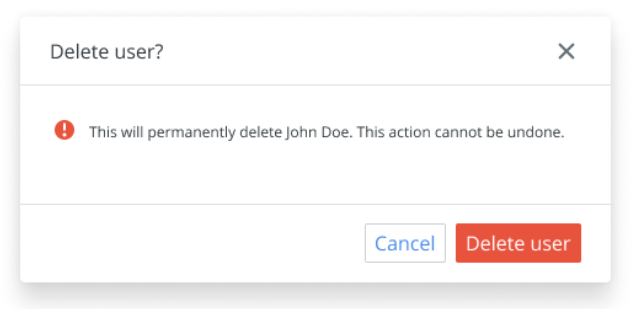 Delete user?
This will permanently delete John Doe. This action cannot be undone.
Cancel
Delete user